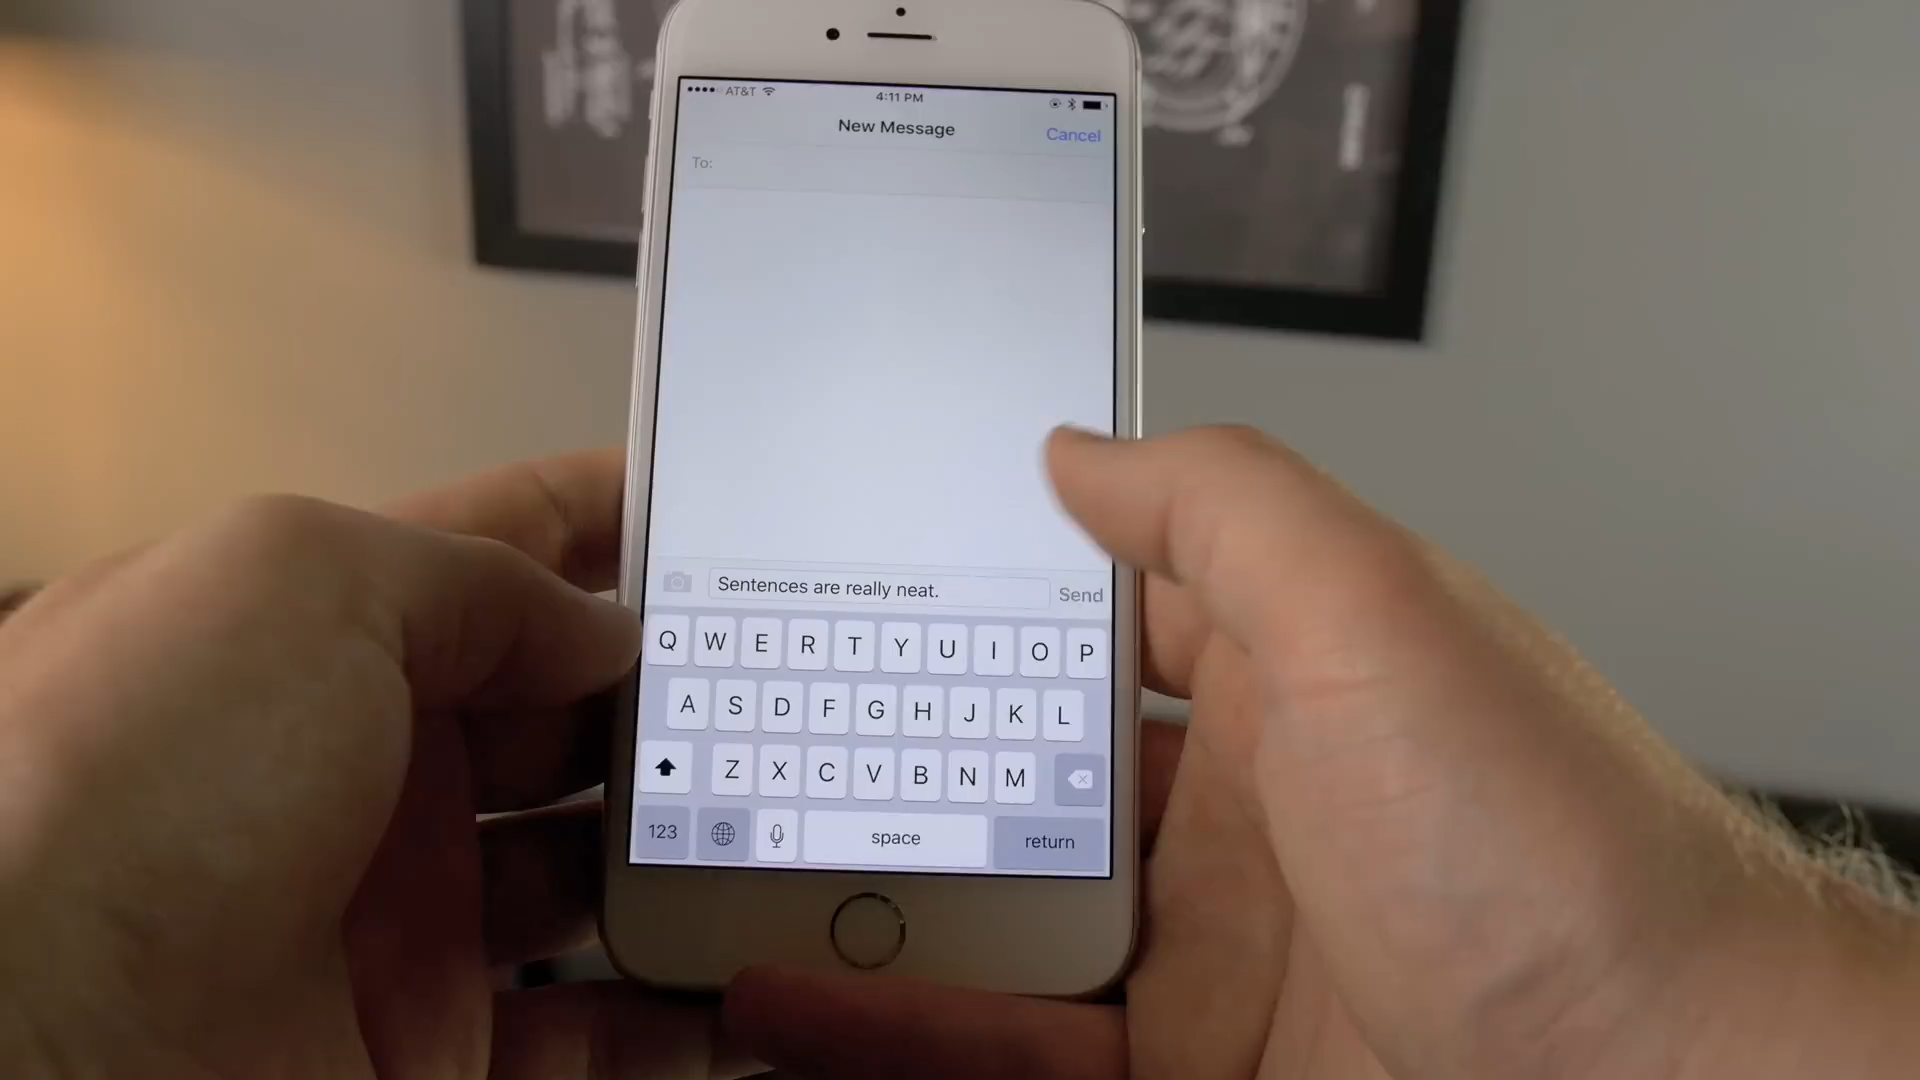 AT&T
4:11 PM
New Message
Cancel
To:
Sentences are really neat.
Send
Q W E R T Y U I O P
A S D F G H J K L
Z X C V B N M
123
space
return